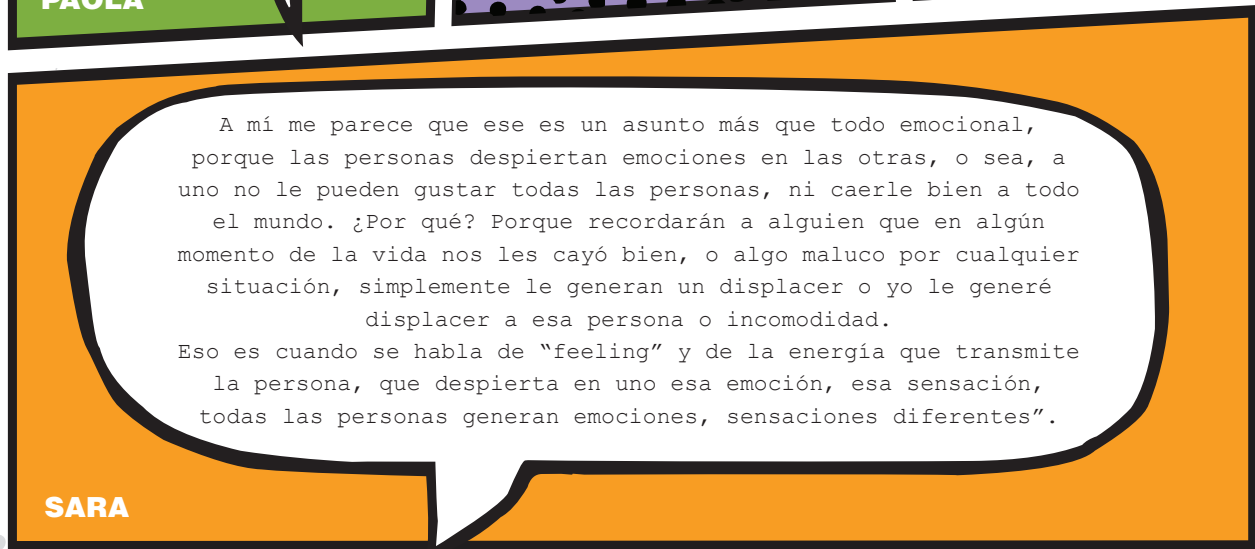 PAOLA
A mí me parece que ese es un asunto más que todo emocional,
porque las personas despiertan emociones en las otras, o sea, a
uno no le pueden gustar todas las personas, ni caerle bien a todo
el mundo. ¿Por qué? Porque recordarán a alguien que en algún
momento de la vida nos les cayó bien, o algo maluco por cualquier
situación, simplemente le generan un displacer o yo le generé
displacer a esa persona o incomodidad.
Eso es cuando se habla de “feeling” y de la energía que transmite
la persona, que despierta en uno esa emoción, esa sensación,
todas las personas generan emociones, sensaciones diferentes”.
SARA